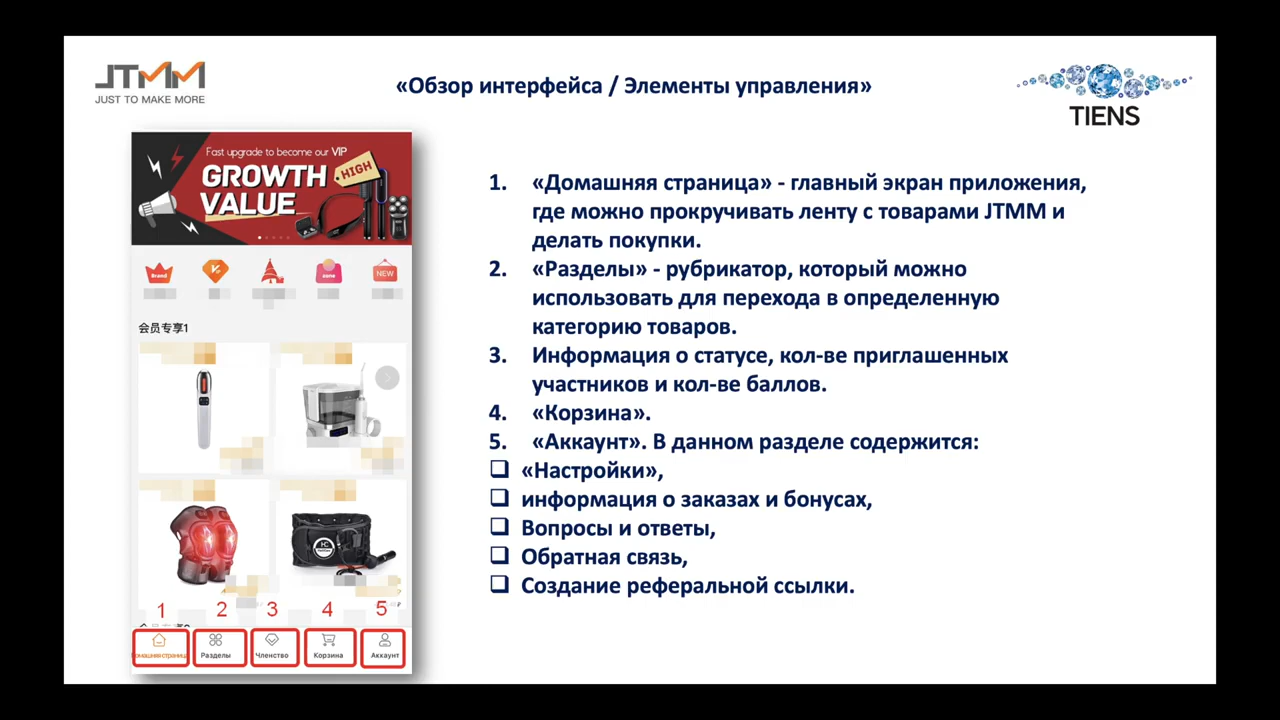 JTMM
JUST TO MAKE MORE
«Обзор интерфейса / Элементы управления»
TIENS
Fast upgrade to become our VIP
GROWTH
VALUE
HIGH
Brand
VIP
zone
NEW
会员专享1
1
2
3
4
5
Домашняя страница
Разделы
Членство
Корзина
Аккаунт
1. «Домашняя страница» - главный экран приложения,
где можно прокручивать ленту с товарами JTMM и
делать покупки.
2. «Разделы» - рубрикатор, который можно
использовать для перехода в определенную
категорию товаров.
3. Информация о статусе, кол-ве приглашенных
участников и кол-ве баллов.
4. «Корзина».
5. «Аккаунт». В данном разделе содержится:
❑ «Настройки»,
❑ информация о заказах и бонусах,
❑ Вопросы и ответы,
❑ Обратная связь,
❑ Создание реферальной ссылки.